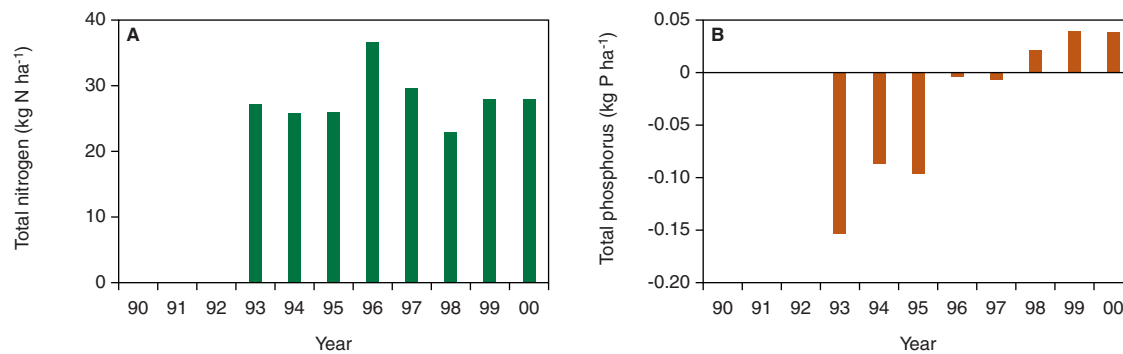 Total nitrogen (kg N ha⁻¹)
A
40
30
20
10
0
90 91 92 93 94 95 96 97 98 99 00
Year
Total phosphorus (kg P ha⁻¹)
B
0.05
0
-0.05
-0.10
-0.15
-0.20
90 91 92 93 94 95 96 97 98 99 00
Year